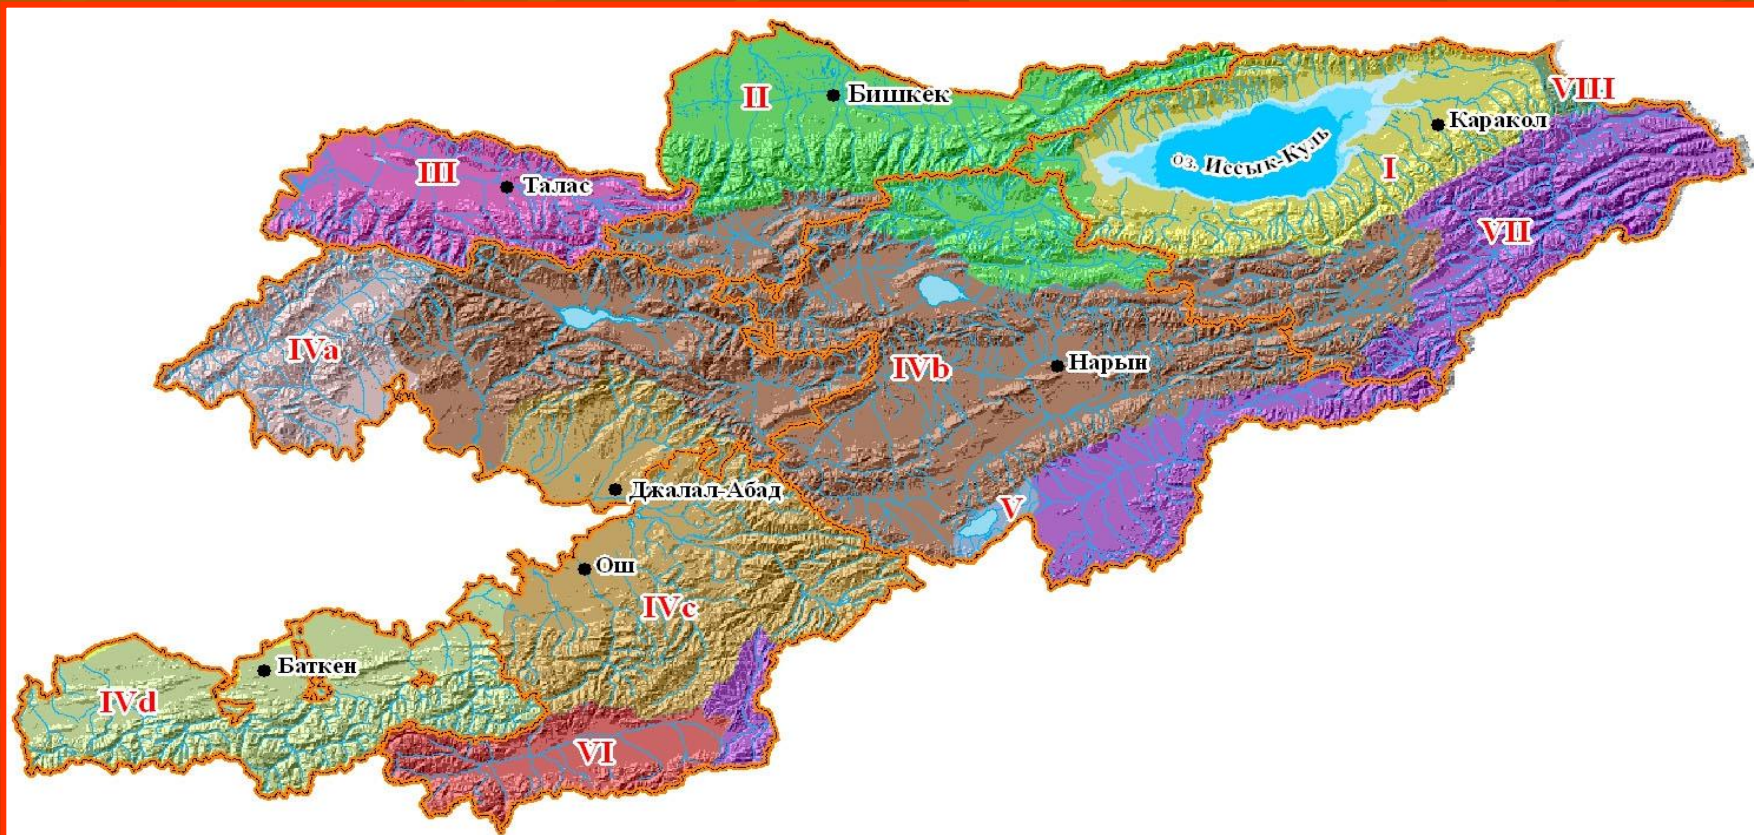 II
Бишкек
VIII
Каракол
III
Талас
оз. Иссык-Куль
I
VII
IVa
IVb
Нарын
Джалал-Абад
V
Ош
IVc
Баткен
IVd
VI